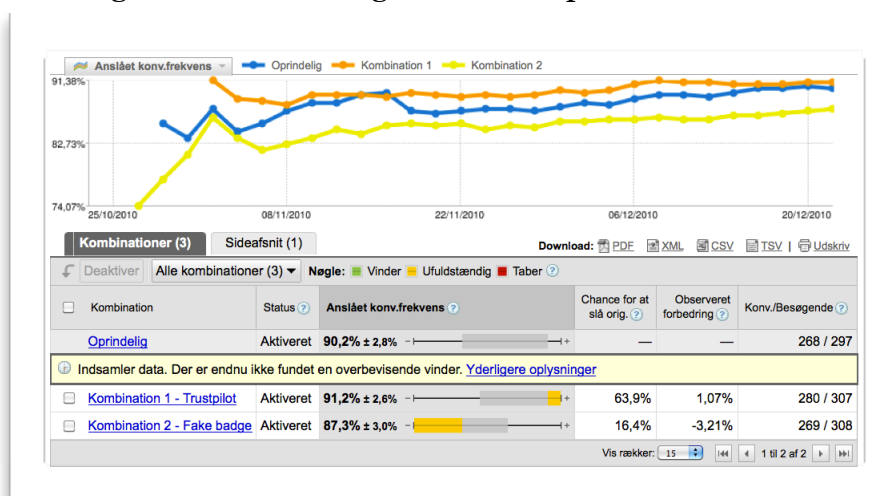 Anslået konv.frekvens Oprindelig Kombination 1 Kombination 2
91,38%
82,73%
74,07%
25/10/2010 08/11/2010 22/11/2010 06/12/2010 20/12/2010
Kombinationer (3) Sideafsnit (1) Download: PDF XML CSV TSV | Udskriv
Deaktiver Alle kombinationer (3) Nøgle: Vinder Ufuldstændig Taber ?
Kombination Status ? Anslået konv.frekvens ? Chance for at slå orig. ? Observeret forbedring ? Konv./Besøgende ?
Oprindelig Aktiveret 90,2% ± 2,8% - + — — 268 / 297
Indsamler data. Der er endnu ikke fundet en overbevisende vinder. Yderligere oplysninger
Kombination 1 - Trustpilot Aktiveret 91,2% ± 2,6% - + 63,9% 1,07% 280 / 307
Kombination 2 - Fake badge Aktiveret 87,3% ± 3,0% - + 16,4% -3,21% 269 / 308
Vis rækker: 15 1 til 2 af 2